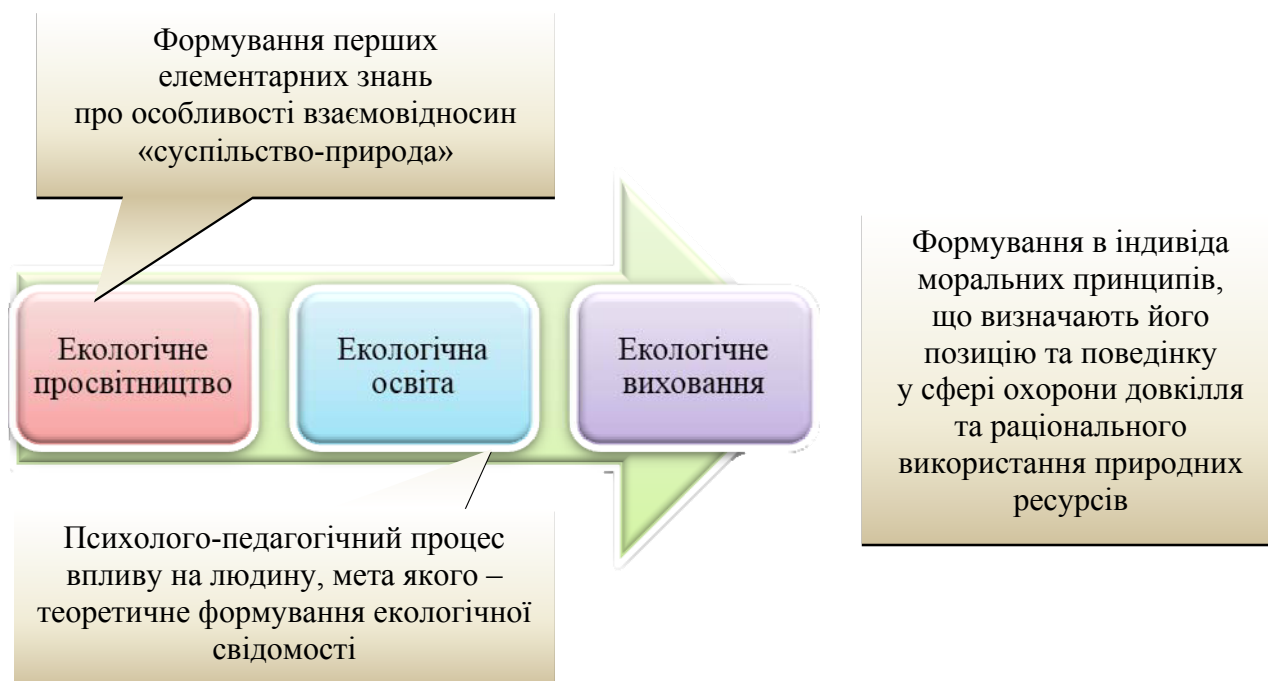 Формування перших
елементарних знань
про особливості взаємовідносин
«суспільство-природа»
Екологічне
просвітництво
Екологічна
освіта
Екологічне
виховання
Формування в індивіда
моральних принципів,
що визначають його
позицію та поведінку
у сфері охорони довкілля
та раціонального
використання природних
ресурсів
Психолого-педагогічний процес
впливу на людину, мета якого –
теоретичне формування екологічної
свідомості